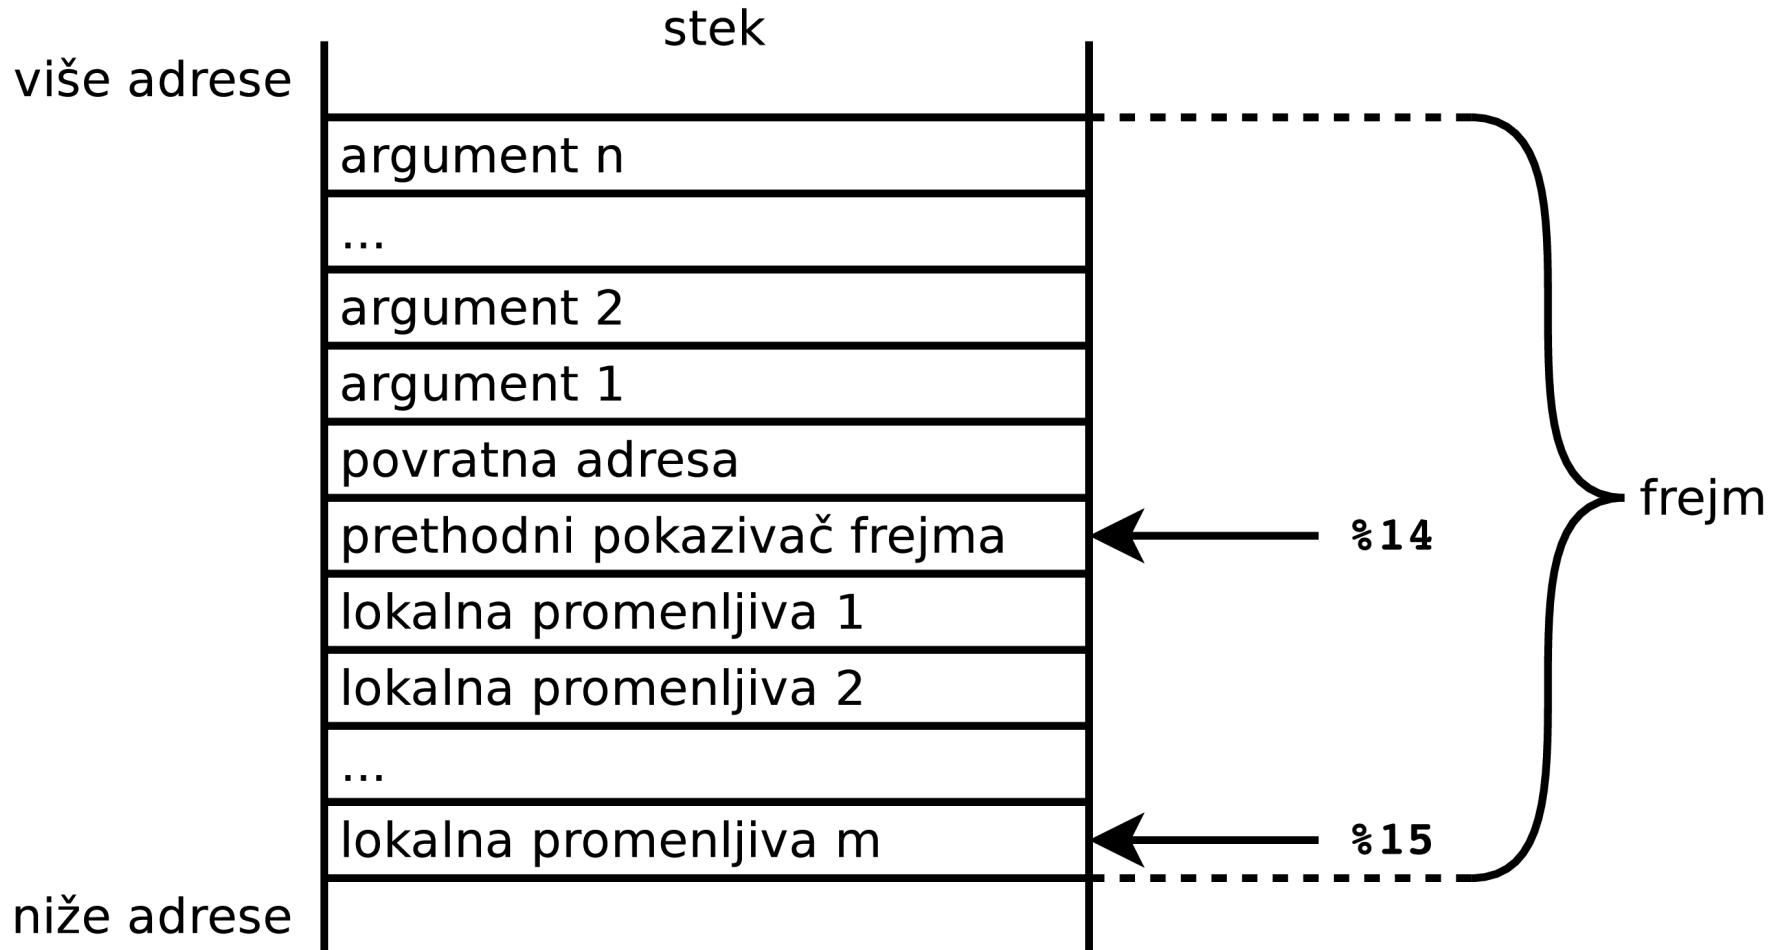 stek
više adrese
argument n
...
argument 2
argument 1
povratna adresa
prethodni pokazivač frejma
%14
frejm
lokalna promenljiva 1
lokalna promenljiva 2
...
lokalna promenljiva m
%15
niže adrese